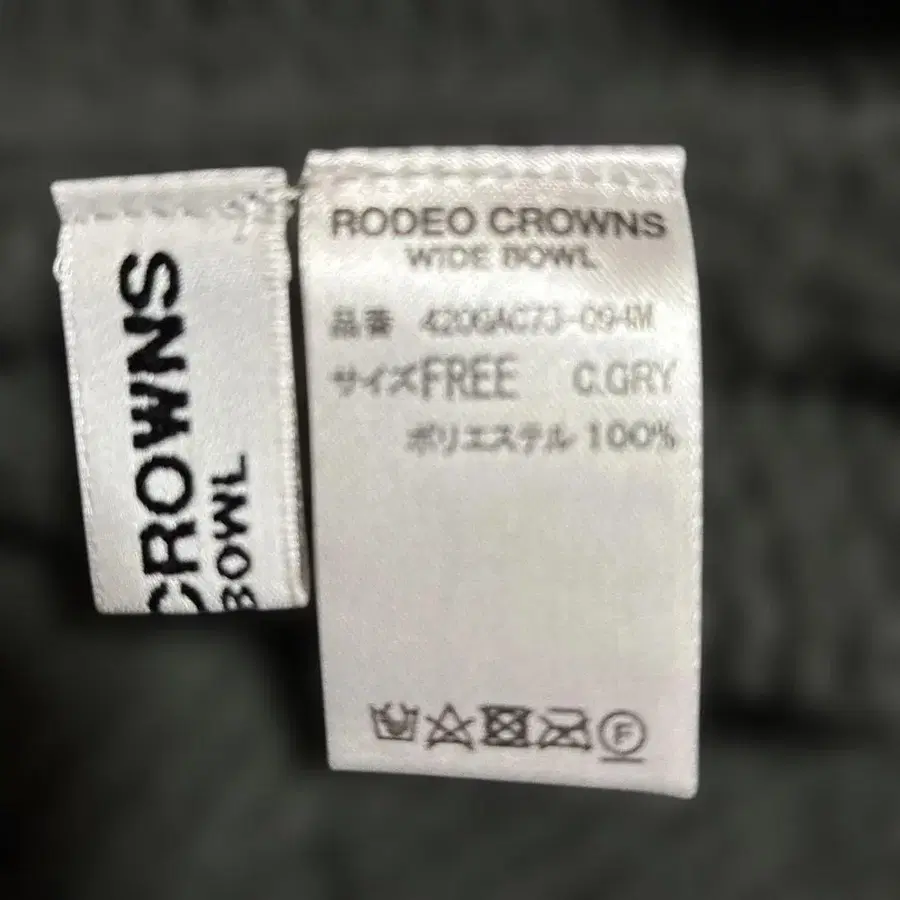 CROWNS
BOWL
RODEO CROWNS
WIDE BOWL
品番 420GAC73-094M
サイズFREE C.GRY
ポリエステル 100%
F